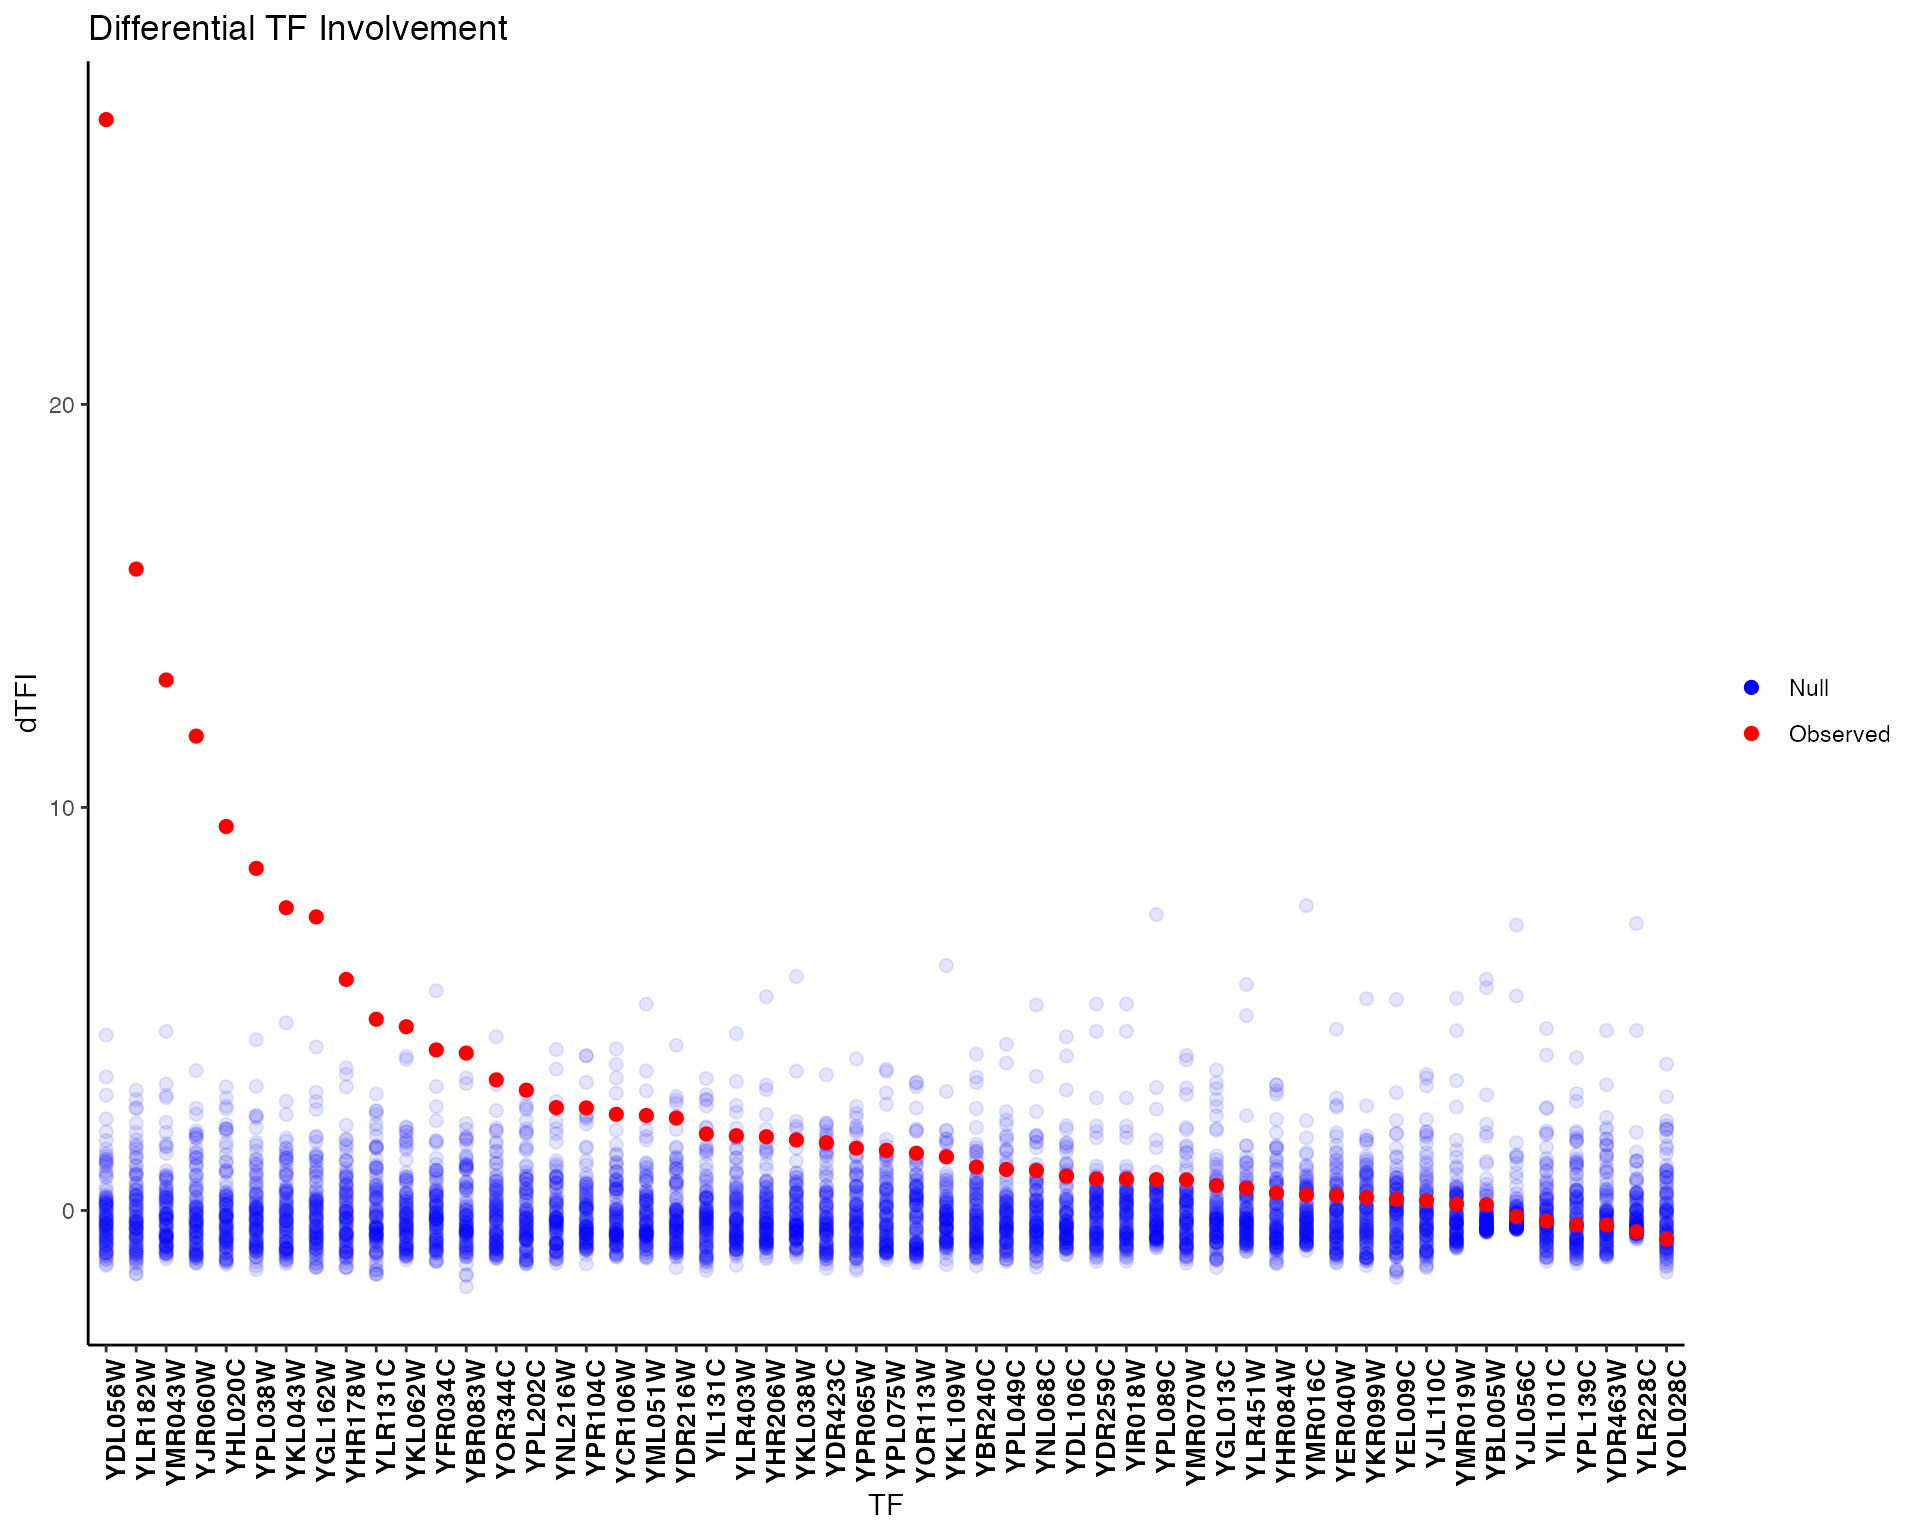 Differential TF Involvement
dTFI
20
10
0
Null
Observed
YDL056W
YLR182W
YMR043W
YJR060W
YHL020C
YPL038W
YKL043W
YGL162W
YHR178W
YLR131C
YKL062W
YFR034C
YBR083W
YOR344C
YPL202C
YNL216W
YPR104C
YCR106W
YML051W
YDR216W
YIL131C
YLR403W
YHR206W
YKL038W
YDR423C
YPR065W
YPL075W
YOR113W
YKL109W
YBR240C
YPL049C
YNL068C
YDL106C
YDR259C
YIR018W
YPL089C
YMR070W
YGL013C
YLR451W
YHR084W
YMR016C
YER040W
YKR099W
YEL009C
YJL110C
YMR019W
YBL005W
YJL056C
YIL101C
YPL139C
YDR463W
YLR228C
YOL028C
TF